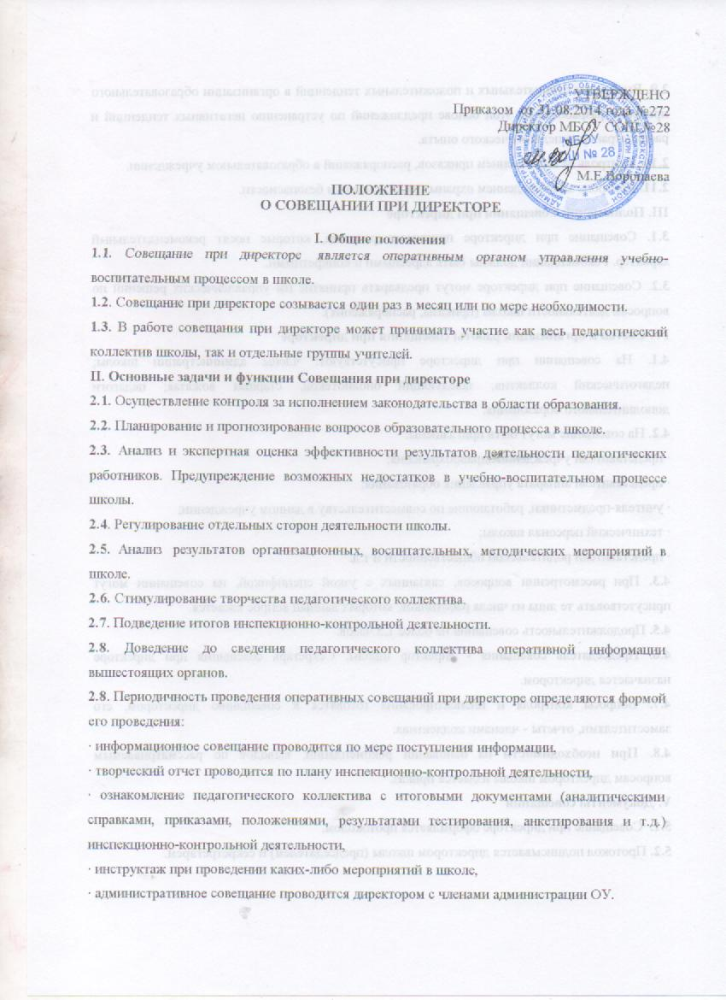 УТВЕРЖДЕНО
Приказом от 31.08.2014 года №272
Директор МБОУ СОШ №28
МБОУ
СОШ № 28
М.Е.Воропаева
ПОЛОЖЕНИЕ
О СОВЕЩАНИИ ПРИ ДИРЕКТОРЕ
I. Общие положения
1.1. Совещание при директоре является оперативным органом управления учебно-
воспитательным процессом в школе.
1.2. Совещание при директоре созывается один раз в месяц или по мере необходимости.
1.3. В работе совещания при директоре может принимать участие как весь педагогический
коллектив школы, так и отдельные группы учителей.
II. Основные задачи и функции Совещания при директоре
2.1. Осуществление контроля за исполнением законодательства в области образования.
2.2. Планирование и прогнозирование вопросов образовательного процесса в школе.
2.3. Анализ и экспертная оценка эффективности результатов деятельности педагогических
работников. Предупреждение возможных недостатков в учебно-воспитательном процессе
школы.
2.4. Регулирование отдельных сторон деятельности школы.
2.5. Анализ результатов организационных, воспитательных, методических мероприятий в
школе.
2.6. Стимулирование творчества педагогического коллектива.
2.7. Подведение итогов инспекционно-контрольной деятельности.
2.8. Доведение до сведения педагогического коллектива оперативной информации
вышестоящих органов.
2.8. Периодичность проведения оперативных совещаний при директоре определяются формой
его проведения:
· информационное совещание проводится по мере поступления информации,
· творческий отчет проводится по плану инспекционно-контрольной деятельности,
· ознакомление педагогического коллектива с итоговыми документами (аналитическими
справками, приказами, положениями, результатами тестирования, анкетирования и т.д.)
инспекционно-контрольной деятельности,
· инструктаж при проведении каких-либо мероприятий в школе,
· административное совещание проводится директором с членами администрации ОУ.